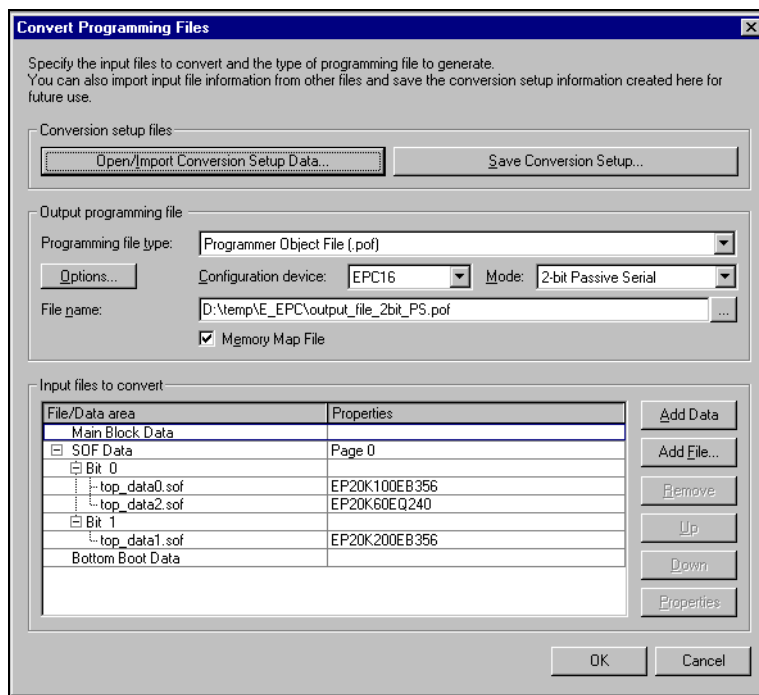 Convert Programming Files
Specify the input files to convert and the type of programming file to generate.
You can also import input file information from other files and save the conversion setup information created here for
future use.
Conversion setup files
Open/Import Conversion Setup Data... Save Conversion Setup...
Output programming file
Programming file type: Programmer Object File (.pof)
Options... Configuration device: EPC16 Mode: 2-bit Passive Serial
File name: D:\temp\E_EPC\output_file_2bit_PS.pof ...
Memory Map File
Input files to convert
File/Data area Properties Add Data
Main Block Data
SOF Data Page 0 Add File...
Bit 0
top_data0.sof EP20K100EB356 Remove
top_data2.sof EP20K60EQ240
Bit 1 Up
top_data1.sof EP20K200EB356
Bottom Boot Data Down
Properties
OK Cancel